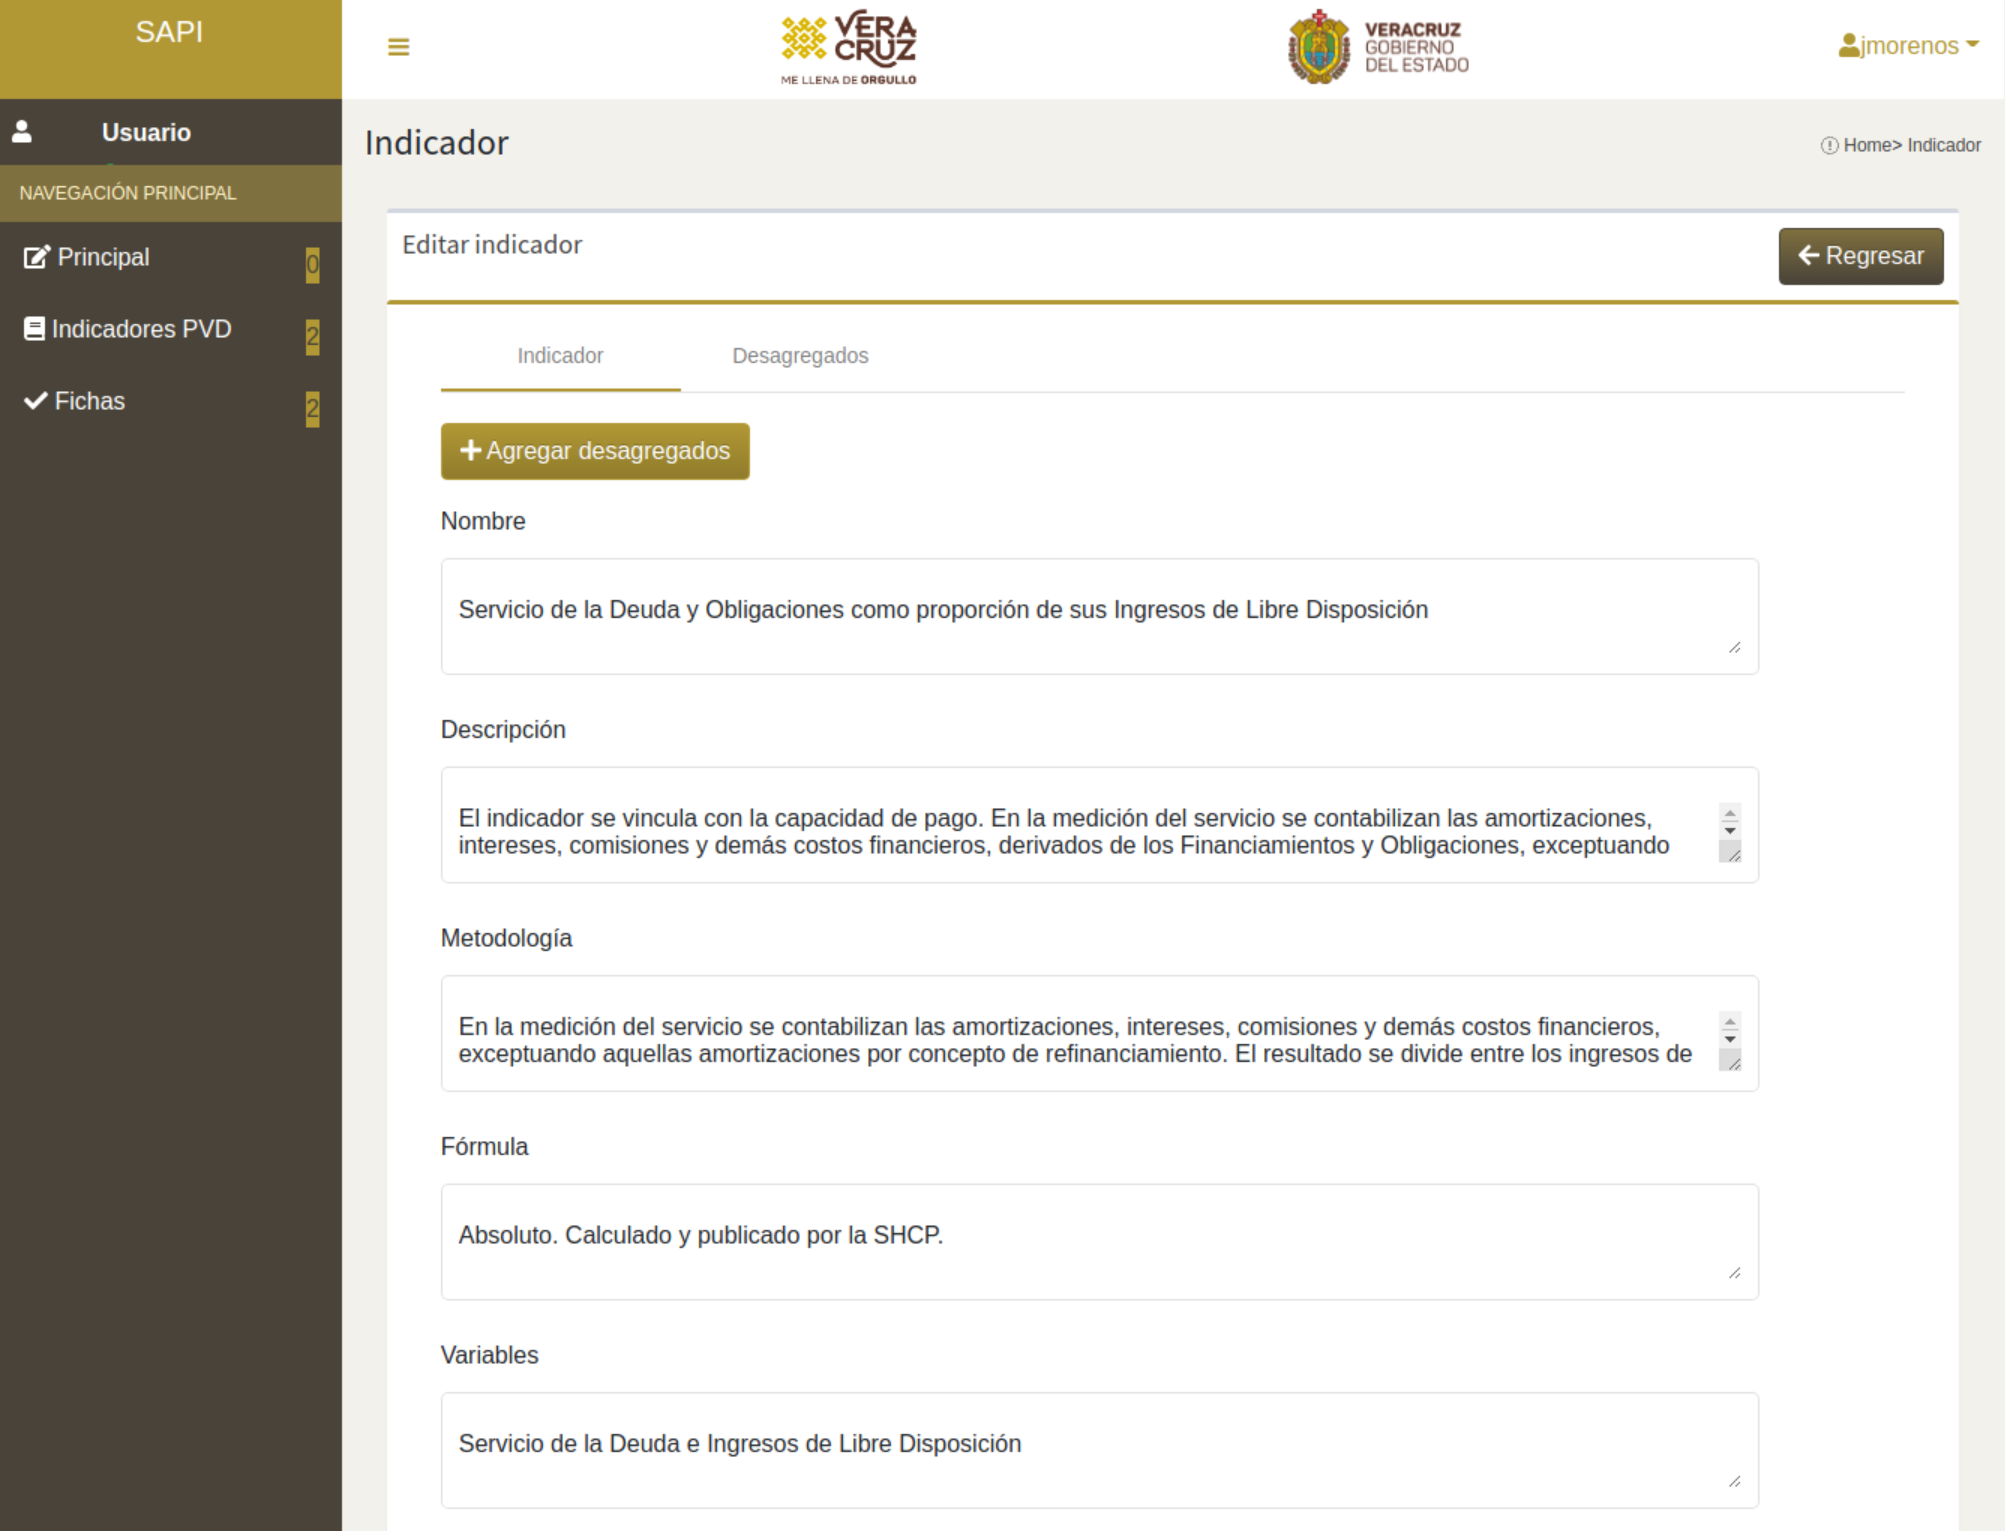 SAPI
VERA
CRUZ
ME LLENA DE ORGULLO
VERACRUZ
GOBIERNO
DEL ESTADO
jmorenos
Usuario
NAVEGACIÓN PRINCIPAL
Principal 0
Indicadores PVD 2
Fichas 2
Indicador
Home> Indicador
Editar indicador
Regresar
Indicador Desagregados
Agregar desagregados
Nombre
Servicio de la Deuda y Obligaciones como proporción de sus Ingresos de Libre Disposición
Descripción
El indicador se vincula con la capacidad de pago. En la medición del servicio se contabilizan las amortizaciones,
intereses, comisiones y demás costos financieros, derivados de los Financiamientos y Obligaciones, exceptuando
Metodología
En la medición del servicio se contabilizan las amortizaciones, intereses, comisiones y demás costos financieros,
exceptuando aquellas amortizaciones por concepto de refinanciamiento. El resultado se divide entre los ingresos de
Fórmula
Absoluto. Calculado y publicado por la SHCP.
Variables
Servicio de la Deuda e Ingresos de Libre Disposición